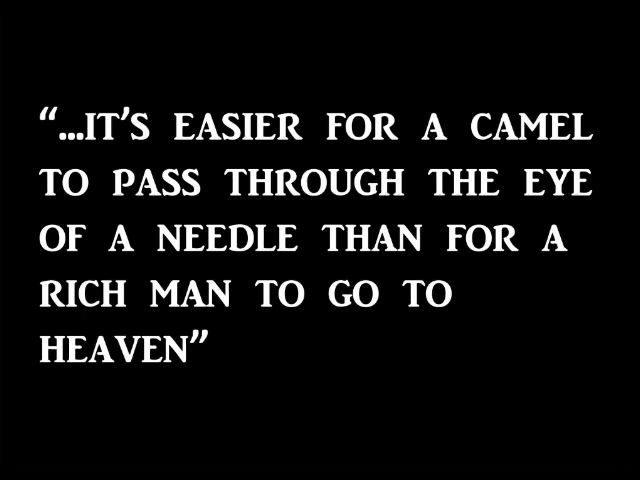 “...IT’S EASIER FOR A CAMEL
TO PASS THROUGH THE EYE
OF A NEEDLE THAN FOR A
RICH MAN TO GO TO
HEAVEN”